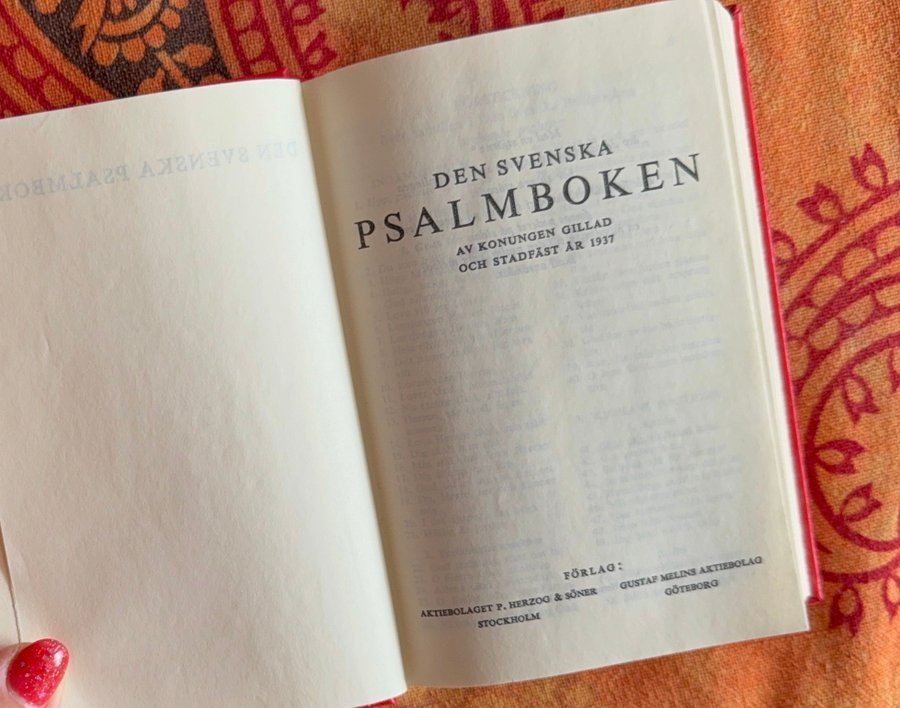 DEN SVENSKA
PSALMBOKEN
AV KONUNGEN GILLAD
OCH STADFÄST ÅR 1937
FÖRLAG:
AKTIEBOLAGET P. HERZOG & SÖNER
STOCKHOLM
GUSTAF MELINS AKTIEBOLAG
GÖTEBORG